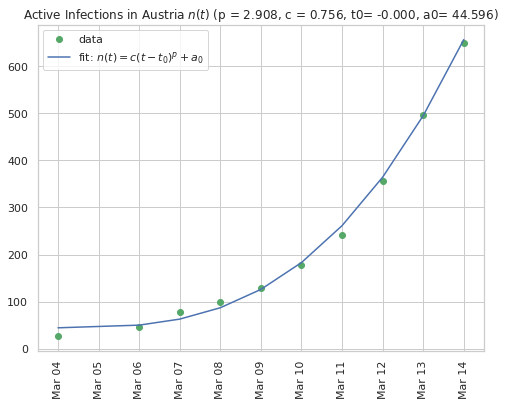 Active Infections in Austria n(t) (p = 2.908, c = 0.756, t0= -0.000, a0= 44.596)
data
fit: n(t) = c(t − t₀)ᵖ + a₀
600
500
400
300
200
100
0
Mar 04
Mar 05
Mar 06
Mar 07
Mar 08
Mar 09
Mar 10
Mar 11
Mar 12
Mar 13
Mar 14